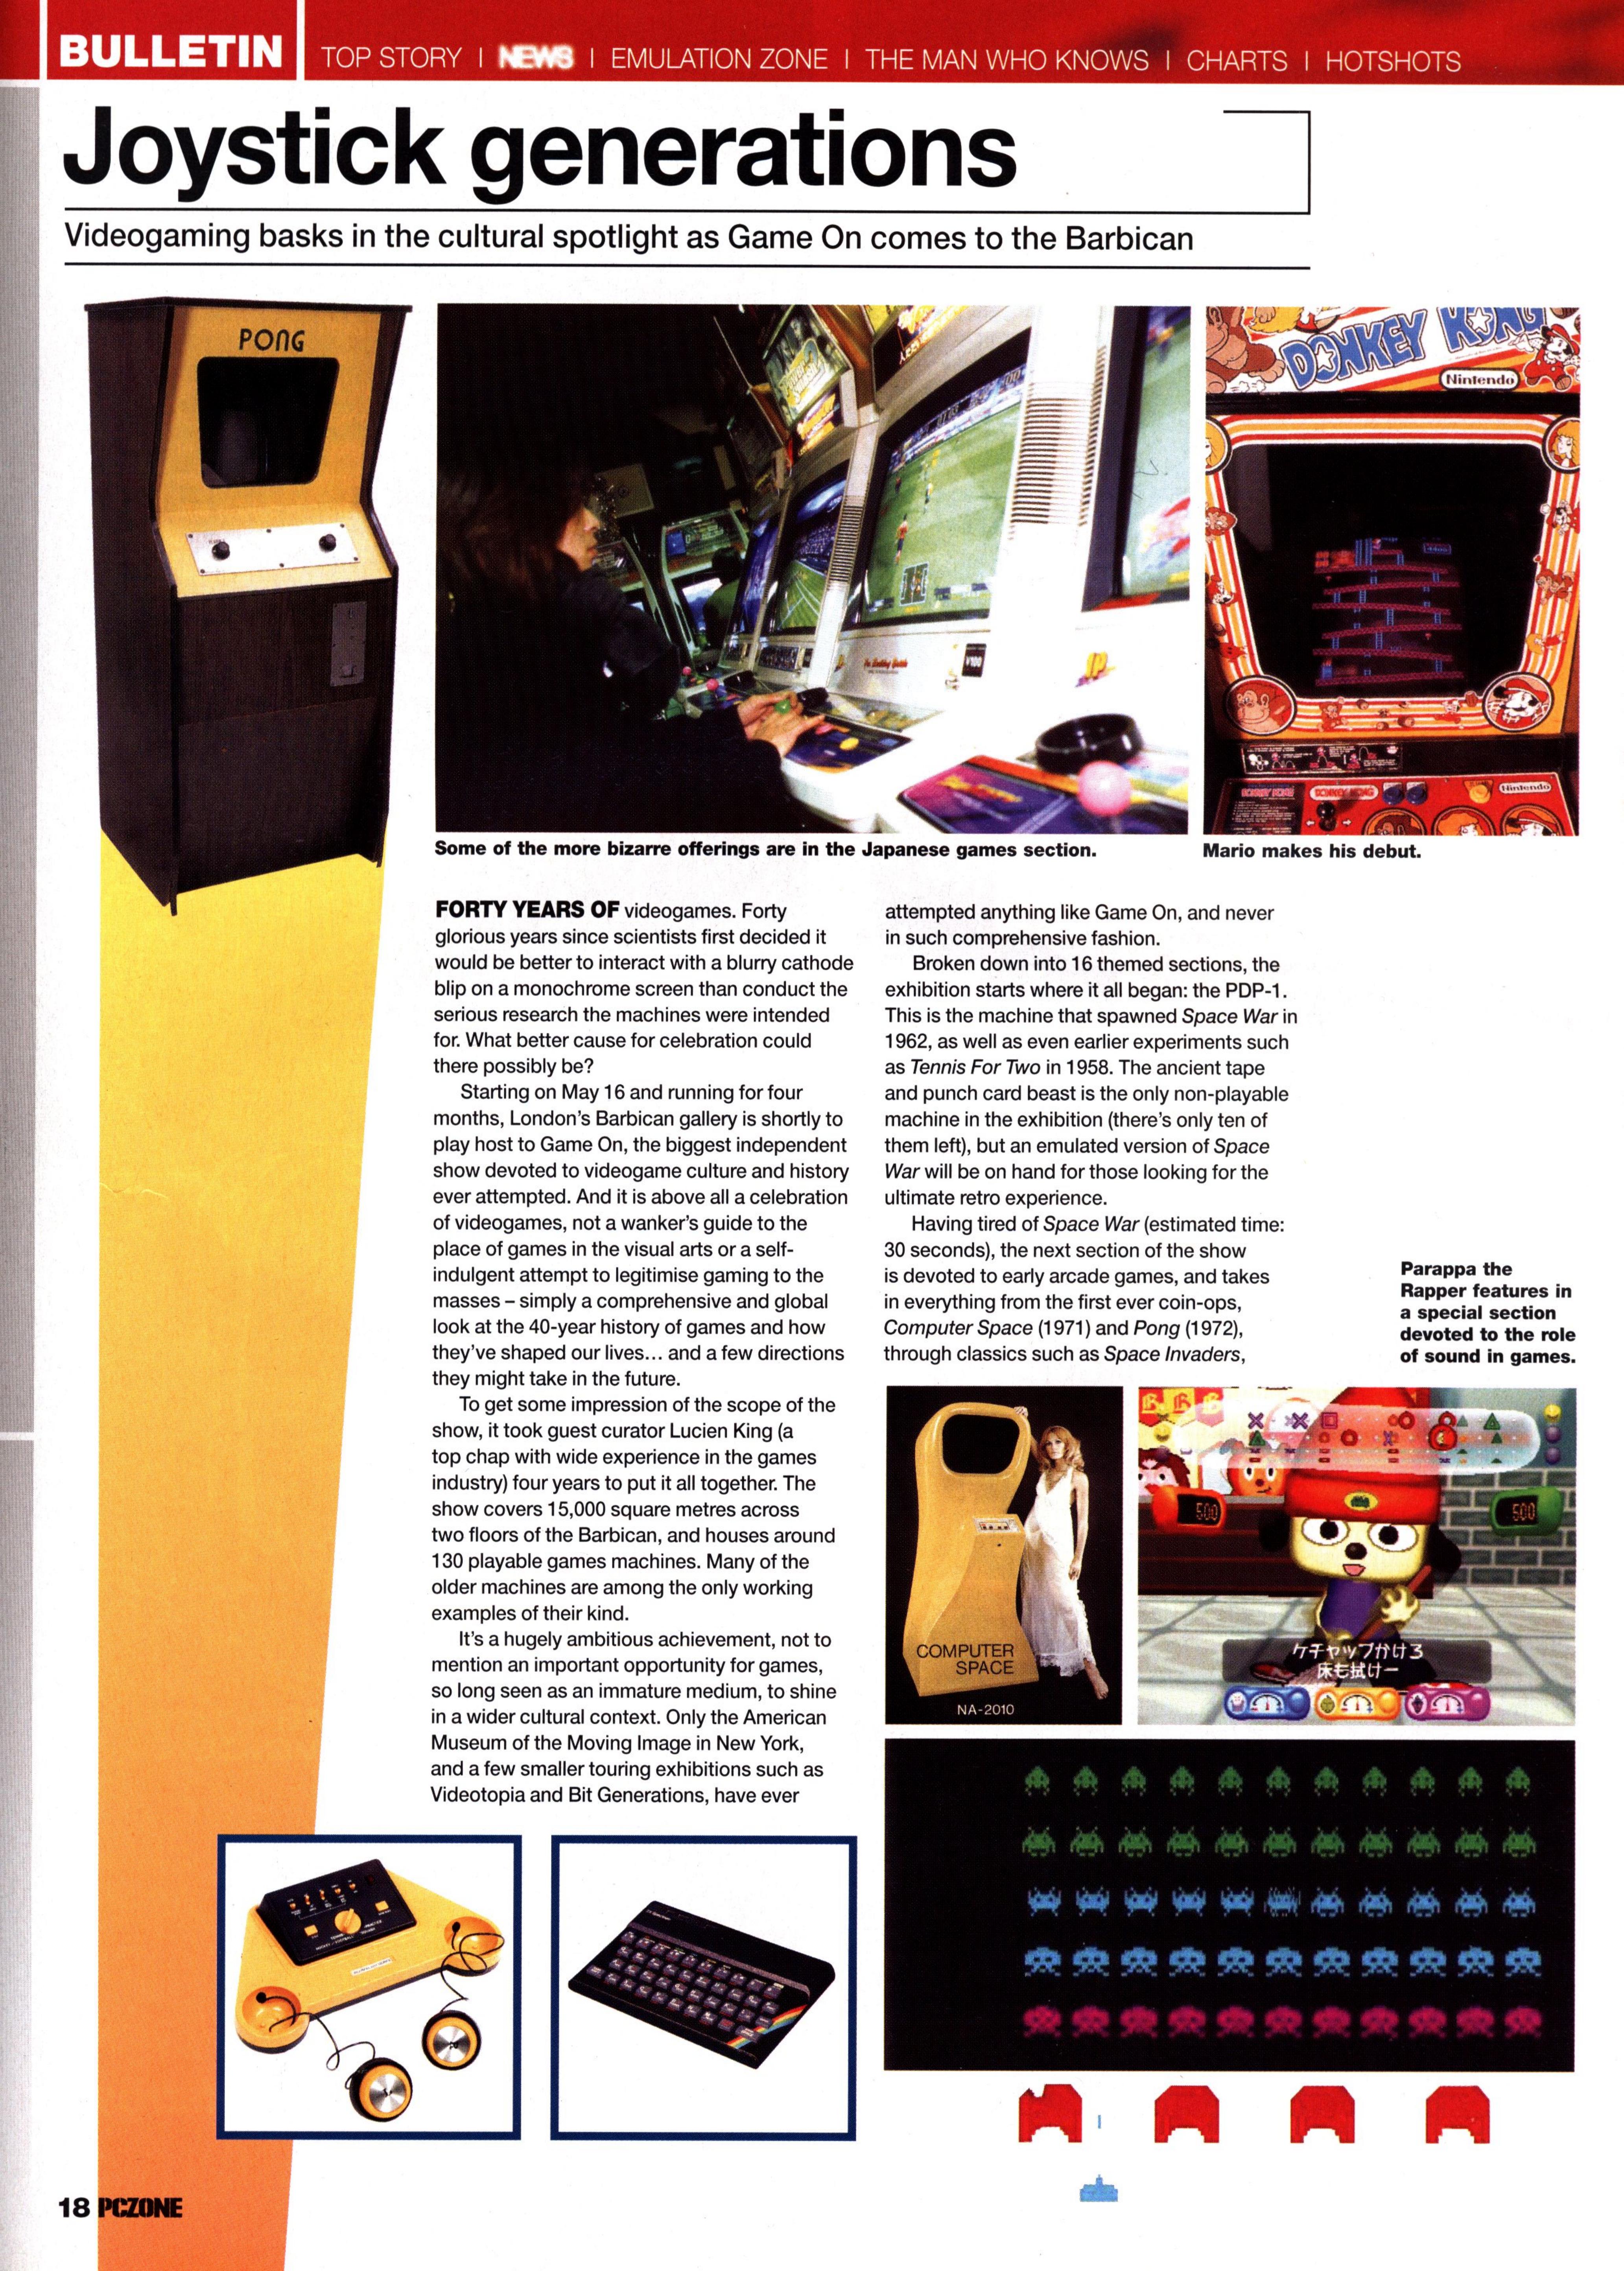 BULLETIN
TOP STORY | NEWS | EMULATION ZONE | THE MAN WHO KNOWS | CHARTS | HOTSHOTS
Joystick generations
Videogaming basks in the cultural spotlight as Game On comes to the Barbican
PONG
DONKEY KONG
Nintendo
¥100
DONKEY KONG
DONKEY KONG
Nintendo
Some of the more bizarre offerings are in the Japanese games section.
Mario makes his debut.
FORTY YEARS OF videogames. Forty
glorious years since scientists first decided it
would be better to interact with a blurry cathode
blip on a monochrome screen than conduct the
serious research the machines were intended
for. What better cause for celebration could
there possibly be?
Starting on May 16 and running for four
months, London's Barbican gallery is shortly to
play host to Game On, the biggest independent
show devoted to videogame culture and history
ever attempted. And it is above all a celebration
of videogames, not a wanker's guide to the
place of games in the visual arts or a self-
indulgent attempt to legitimise gaming to the
masses – simply a comprehensive and global
look at the 40-year history of games and how
they've shaped our lives... and a few directions
they might take in the future.
To get some impression of the scope of the
show, it took guest curator Lucien King (a
top chap with wide experience in the games
industry) four years to put it all together. The
show covers 15,000 square metres across
two floors of the Barbican, and houses around
130 playable games machines. Many of the
older machines are among the only working
examples of their kind.
It's a hugely ambitious achievement, not to
mention an important opportunity for games,
so long seen as an immature medium, to shine
in a wider cultural context. Only the American
Museum of the Moving Image in New York,
and a few smaller touring exhibitions such as
Videotopia and Bit Generations, have ever
attempted anything like Game On, and never
in such comprehensive fashion.
Broken down into 16 themed sections, the
exhibition starts where it all began: the PDP-1.
This is the machine that spawned Space War in
1962, as well as even earlier experiments such
as Tennis For Two in 1958. The ancient tape
and punch card beast is the only non-playable
machine in the exhibition (there's only ten of
them left), but an emulated version of Space
War will be on hand for those looking for the
ultimate retro experience.
Having tired of Space War (estimated time:
30 seconds), the next section of the show
is devoted to early arcade games, and takes
in everything from the first ever coin-ops,
Computer Space (1971) and Pong (1972),
through classics such as Space Invaders,
Parappa the
Rapper features in
a special section
devoted to the role
of sound in games.
COMPUTER
SPACE
NA-2010
500
500
ケチャップかけろ
床も拭けー
18 PCZONE